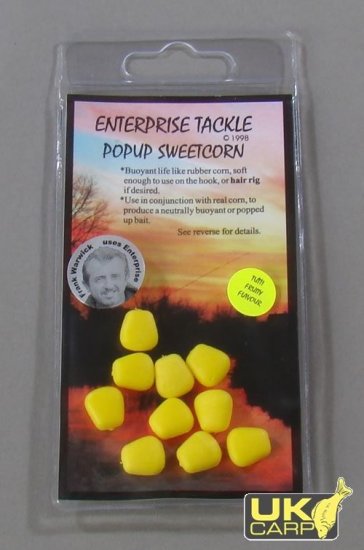 ENTERPRISE TACKLE
© 1998
POPUP SWEETCORN
*Buoyant life like rubber corn, soft
enough to use on the hook, or hair rig
if desired.
*Use in conjunction with real corn, to
produce a neutrally buoyant or popped
up bait.
See reverse for details.
Frank Warwick uses Enterprise
TUTTI
FRUITY
FLAVOUR
UK
CARP